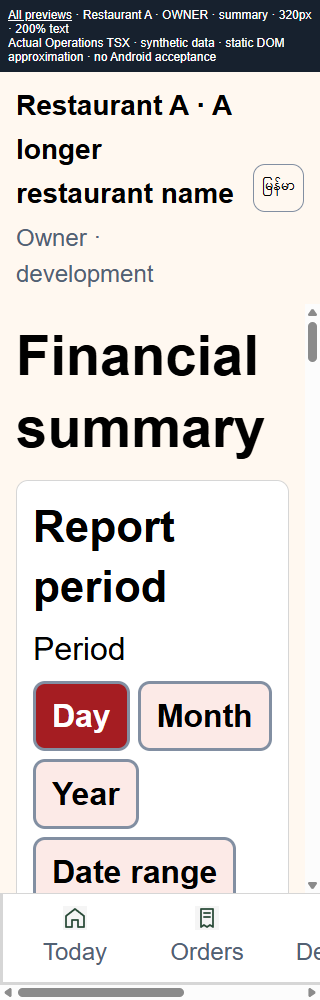 All previews · Restaurant A · OWNER · summary · 320px
· 200% text
Actual Operations TSX · synthetic data · static DOM
approximation · no Android acceptance
Restaurant A · A
longer
restaurant name
မြန်မာ
Owner ·
development
Financial
summary
Report
period
Period
Day
Month
Year
Date range
Today
Orders
De